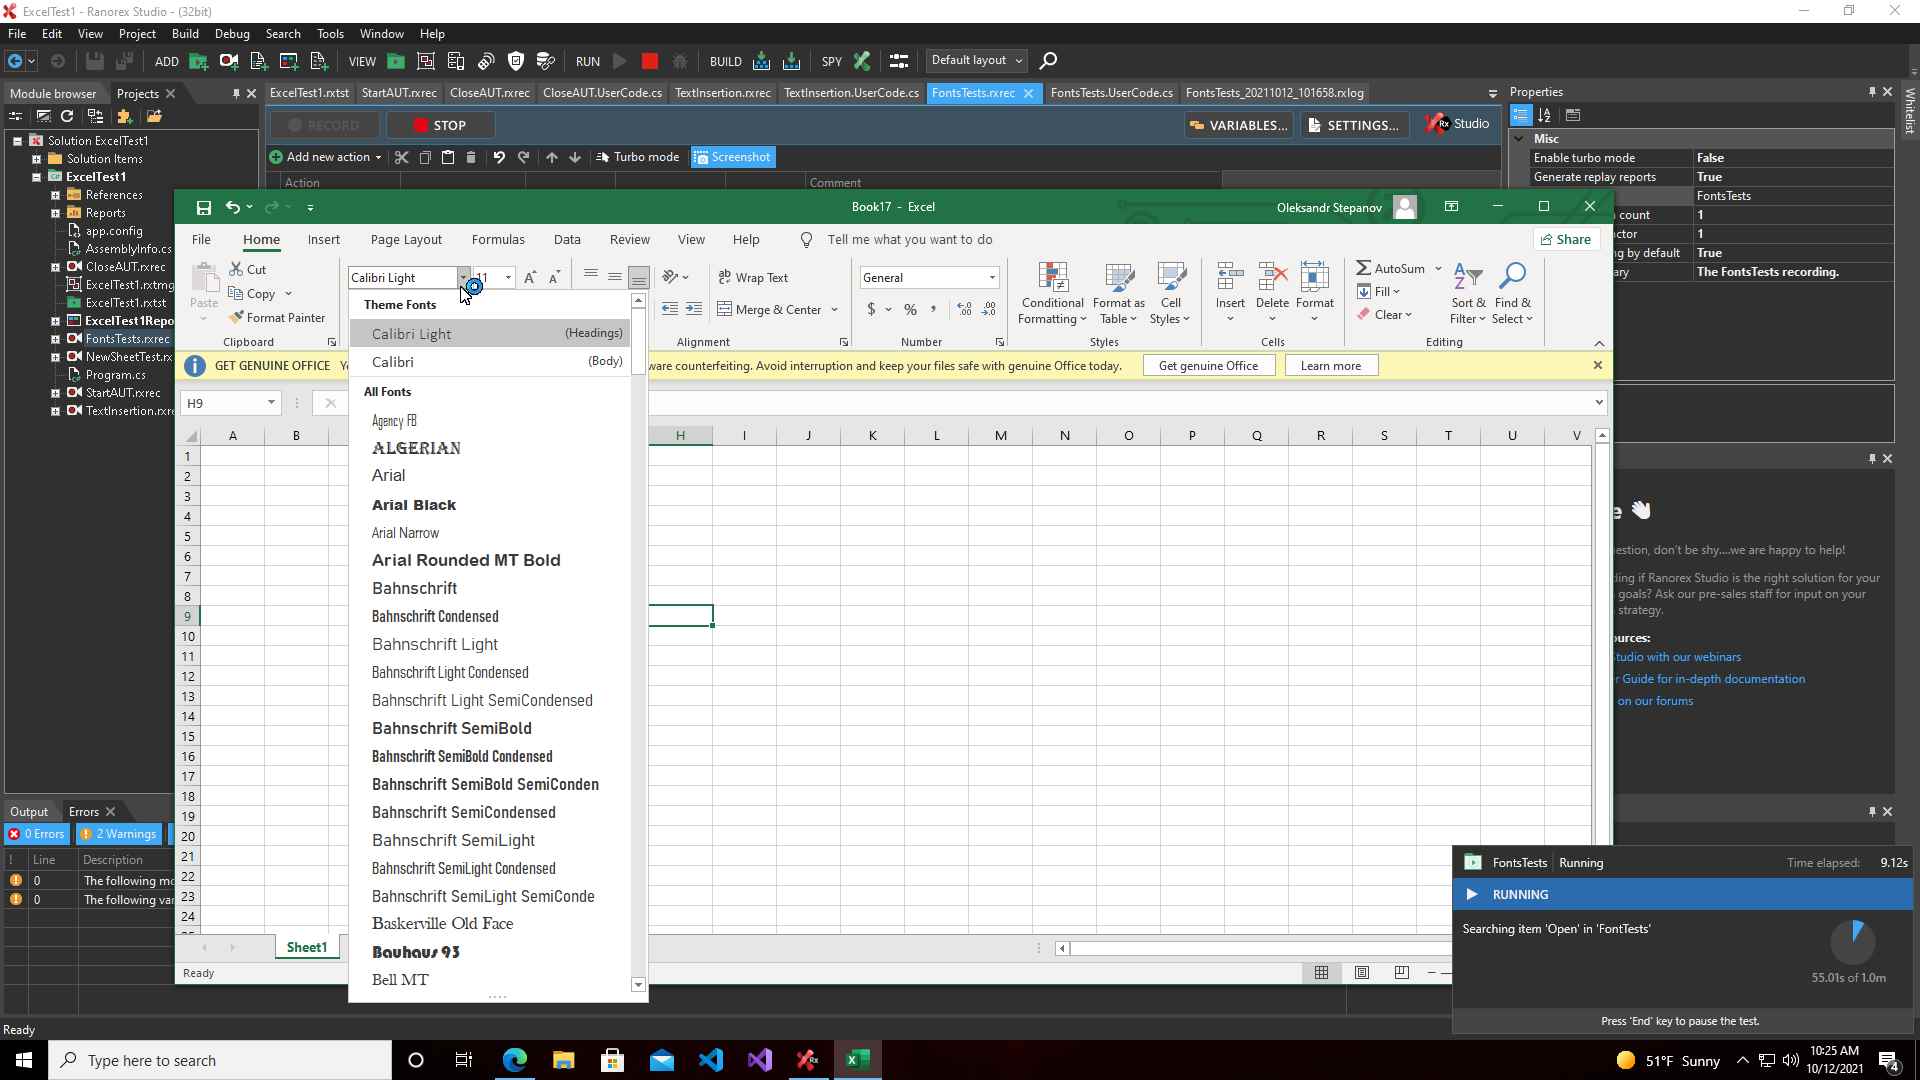 ExcelTest1 - Ranorex Studio - (32bit)
File Edit View Project Build Debug Search Tools Window Help
ADD VIEW RUN BUILD SPY Default layout
Module browser Projects
ExcelTest1.rxtst StartAUT.rxrec CloseAUT.rxrec CloseAUT.UserCode.cs TextInsertion.rxrec TextInsertion.UserCode.cs FontsTests.rxrec FontsTests.UserCode.cs FontsTests_20211012_101658.rxlog
Properties
Whitelist
RECORD STOP VARIABLES... SETTINGS... Rx Studio
Add new action Turbo mode Screenshot
Action Comment
Solution ExcelTest1
Solution Items
ExcelTest1
References
Reports
app.config
AssemblyInfo.cs
CloseAUT.rxrec
ExcelTest1.rxtmg
ExcelTest1.rxtst
ExcelTest1Repo
FontsTests.rxrec
NewSheetTest.rx
Program.cs
StartAUT.rxrec
TextInsertion.rxre
Misc
Enable turbo mode False
Generate replay reports True
FontsTests
count 1
ctor 1
g by default True
ary The FontsTests recording.
Book17 - Excel
Oleksandr Stepanov
File Home Insert Page Layout Formulas Data Review View Help Tell me what you want to do Share
Paste
Cut
Copy
Format Painter
Clipboard
Calibri Light 11
Wrap Text
Merge & Center
Alignment
General
$ % ,
Number
Conditional Formatting
Format as Table
Cell Styles
Styles
Insert Delete Format
Cells
AutoSum
Fill
Clear
Sort & Filter
Find & Select
Editing
GET GENUINE OFFICE
ware counterfeiting. Avoid interruption and keep your files safe with genuine Office today. Get genuine Office Learn more
H9
A B H I J K L M N O P Q R S T U V
1
2
3
4
5
6
7
8
9
10
11
12
13
14
15
16
17
18
19
20
21
22
23
24
Theme Fonts
Calibri Light (Headings)
Calibri (Body)
All Fonts
Agency FB
ALGERIAN
Arial
Arial Black
Arial Narrow
Arial Rounded MT Bold
Bahnschrift
Bahnschrift Condensed
Bahnschrift Light
Bahnschrift Light Condensed
Bahnschrift Light SemiCondensed
Bahnschrift SemiBold
Bahnschrift SemiBold Condensed
Bahnschrift SemiBold SemiConden
Bahnschrift SemiCondensed
Bahnschrift SemiLight
Bahnschrift SemiLight Condensed
Bahnschrift SemiLight SemiConde
Baskerville Old Face
Bauhaus 93
Bell MT
Sheet1
Ready
e
estion, don't be shy....we are happy to help!
ding if Ranorex Studio is the right solution for your
goals? Ask our pre-sales staff for input on your
strategy.
ources:
Studio with our webinars
r Guide for in-depth documentation
on our forums
Output Errors
0 Errors 2 Warnings
! Line Description
0 The following mo
0 The following var
FontsTests Running Time elapsed: 9.12s
RUNNING
Searching item 'Open' in 'FontTests'
55.01s of 1.0m
Press 'End' key to pause the test.
Ready
Type here to search
51°F Sunny
10:25 AM
10/12/2021
4